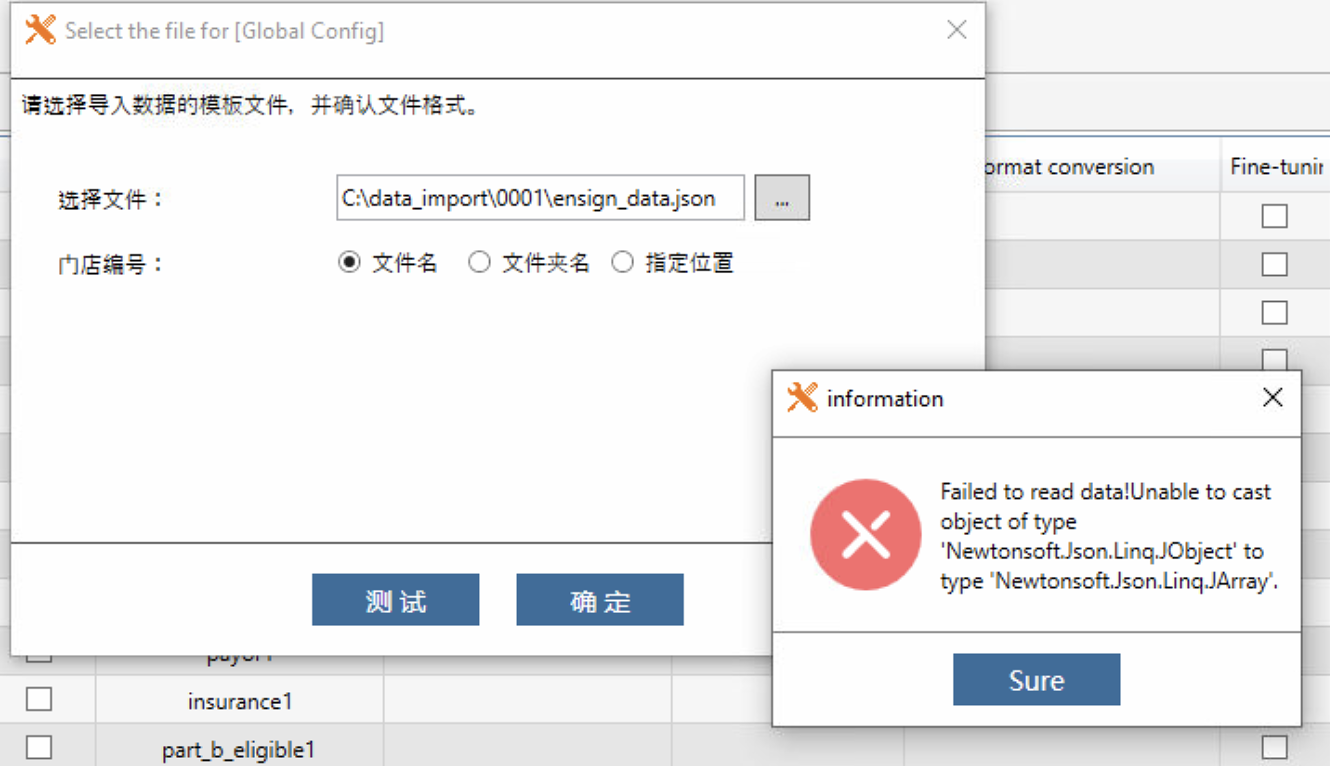 Select the file for [Global Config]
请选择导入数据的模板文件，并确认文件格式。
选择文件：
C:\data_import\0001\ensign_data.json
...
门店编号：
文件名
文件夹名
指定位置
ormat conversion
Fine-tunin
information
Failed to read data!Unable to cast
object of type
'Newtonsoft.Json.Linq.JObject' to
type 'Newtonsoft.Json.Linq.JArray'.
测试
确定
Sure
insurance1
part_b_eligible1